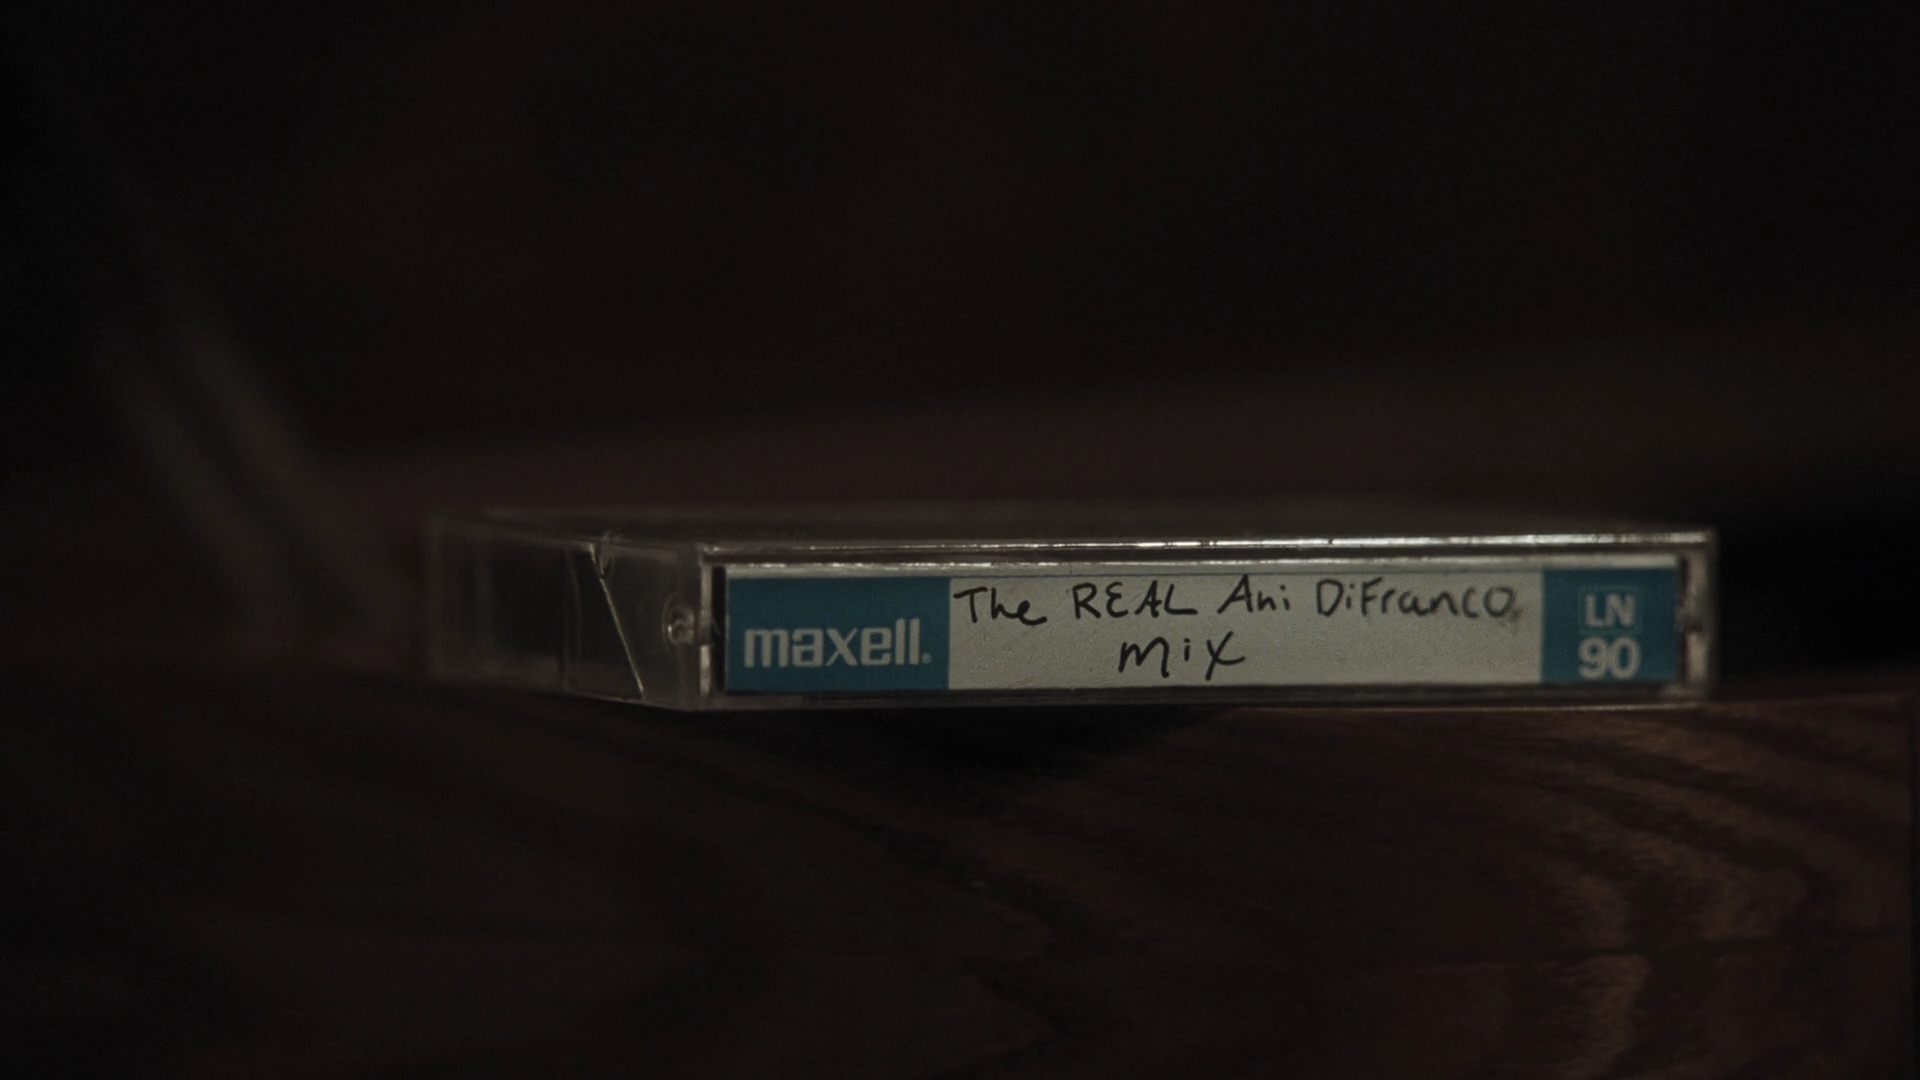 The REAL Ani DiFranco
mix
maxell.
LN
90